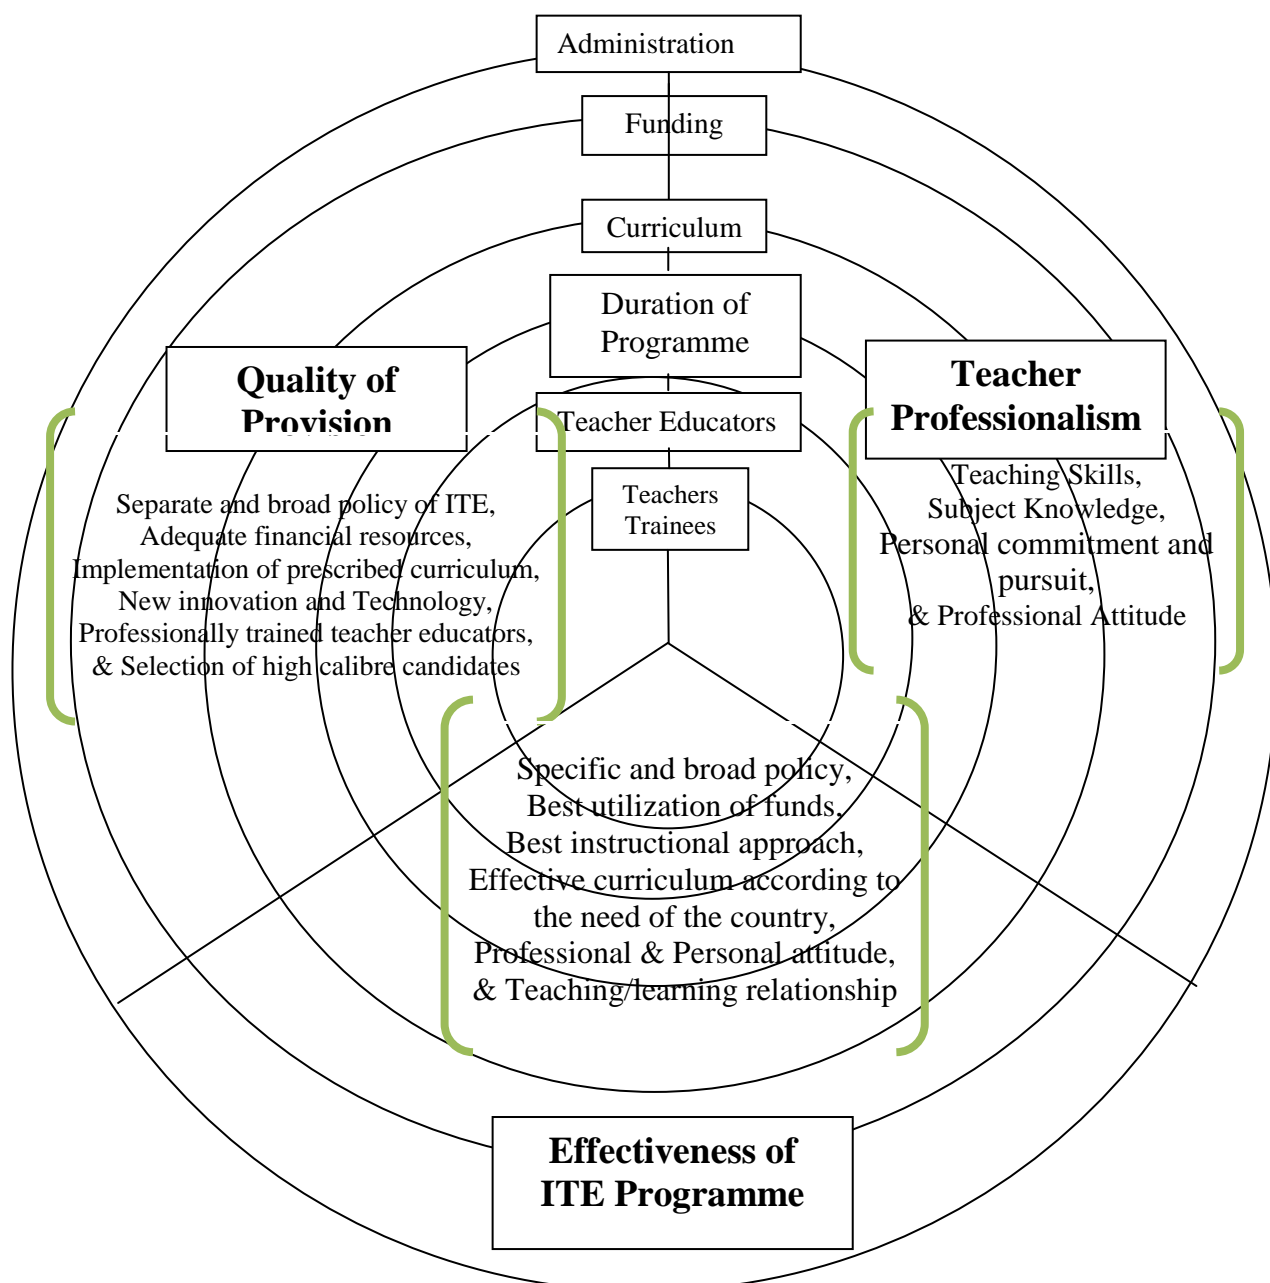 Administration
Funding
Curriculum
Duration of
Programme
Teacher Educators
Teachers
Trainees
Quality of
Provision
Separate and broad policy of ITE,
Adequate financial resources,
Implementation of prescribed curriculum,
New innovation and Technology,
Professionally trained teacher educators,
& Selection of high calibre candidates
Teacher
Professionalism
Teaching Skills,
Subject Knowledge,
Personal commitment and
pursuit,
& Professional Attitude
Specific and broad policy,
Best utilization of funds,
Best instructional approach,
Effective curriculum according to
the need of the country,
Professional & Personal attitude,
& Teaching/learning relationship
Effectiveness of
ITE Programme